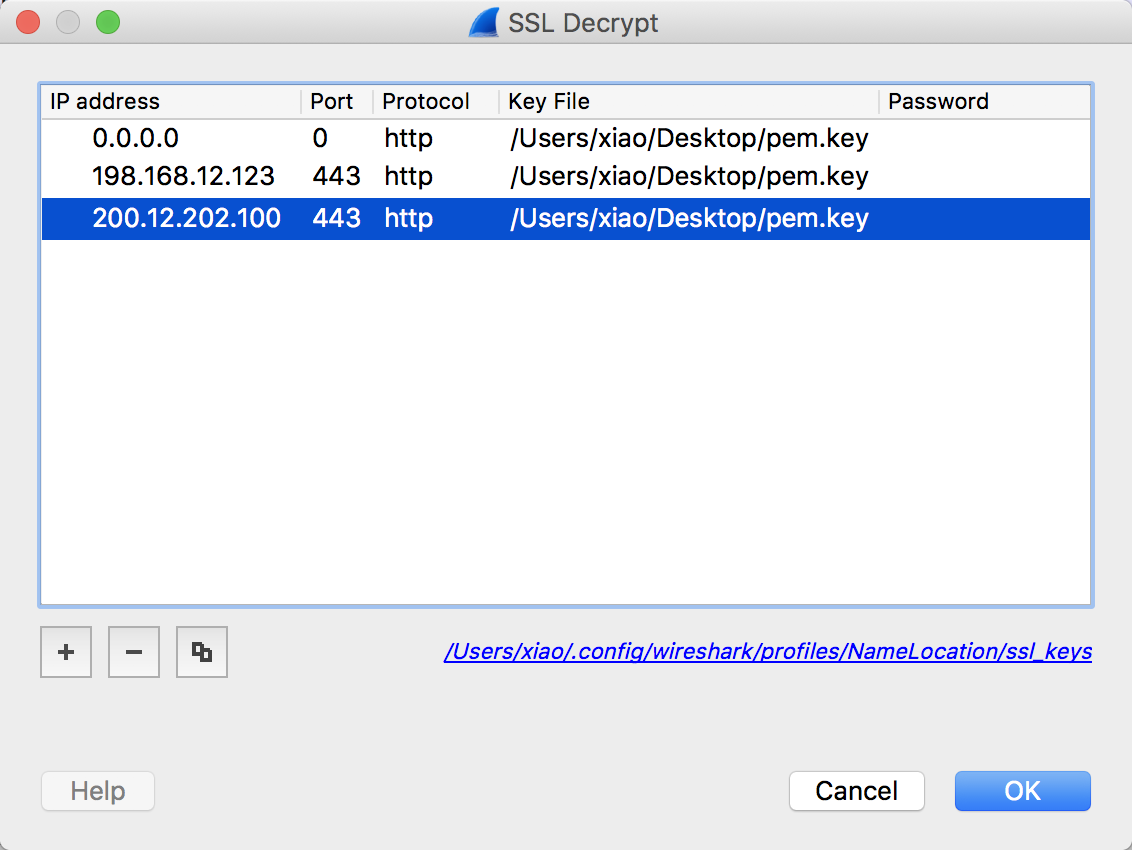 SSL Decrypt
IP address Port Protocol Key File Password
0.0.0.0 0 http /Users/xiao/Desktop/pem.key
198.168.12.123 443 http /Users/xiao/Desktop/pem.key
200.12.202.100 443 http /Users/xiao/Desktop/pem.key
+ − /Users/xiao/.config/wireshark/profiles/NameLocation/ssl_keys
Help Cancel OK